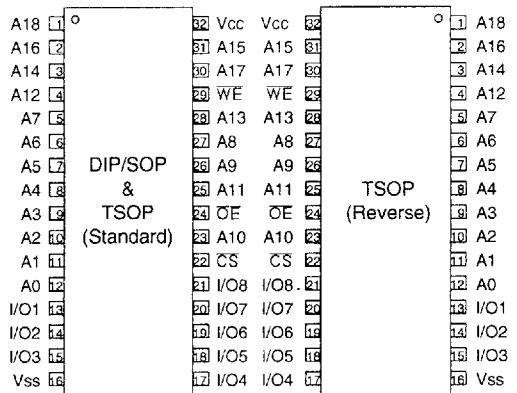 A18 1 32 Vcc Vcc 32 1 A18
A16 2 31 A15 A15 31 2 A16
A14 3 30 A17 A17 30 3 A14
A12 4 29 W̅E̅ W̅E̅ 29 4 A12
A7 5 28 A13 A13 28 5 A7
A6 6 27 A8 A8 27 6 A6
A5 7 DIP/SOP 26 A9 A9 26 7 A5
A4 8 & 25 A11 A11 25 TSOP 8 A4
A3 9 TSOP 24 O̅E̅ O̅E̅ 24 (Reverse) 9 A3
A2 10 (Standard) 23 A10 A10 23 10 A2
A1 11 22 C̅S̅ C̅S̅ 22 11 A1
A0 12 21 I/O8 I/O8 21 12 A0
I/O1 13 20 I/O7 I/O7 20 13 I/O1
I/O2 14 19 I/O6 I/O6 19 14 I/O2
I/O3 15 18 I/O5 I/O5 18 15 I/O3
Vss 16 17 I/O4 I/O4 17 16 Vss